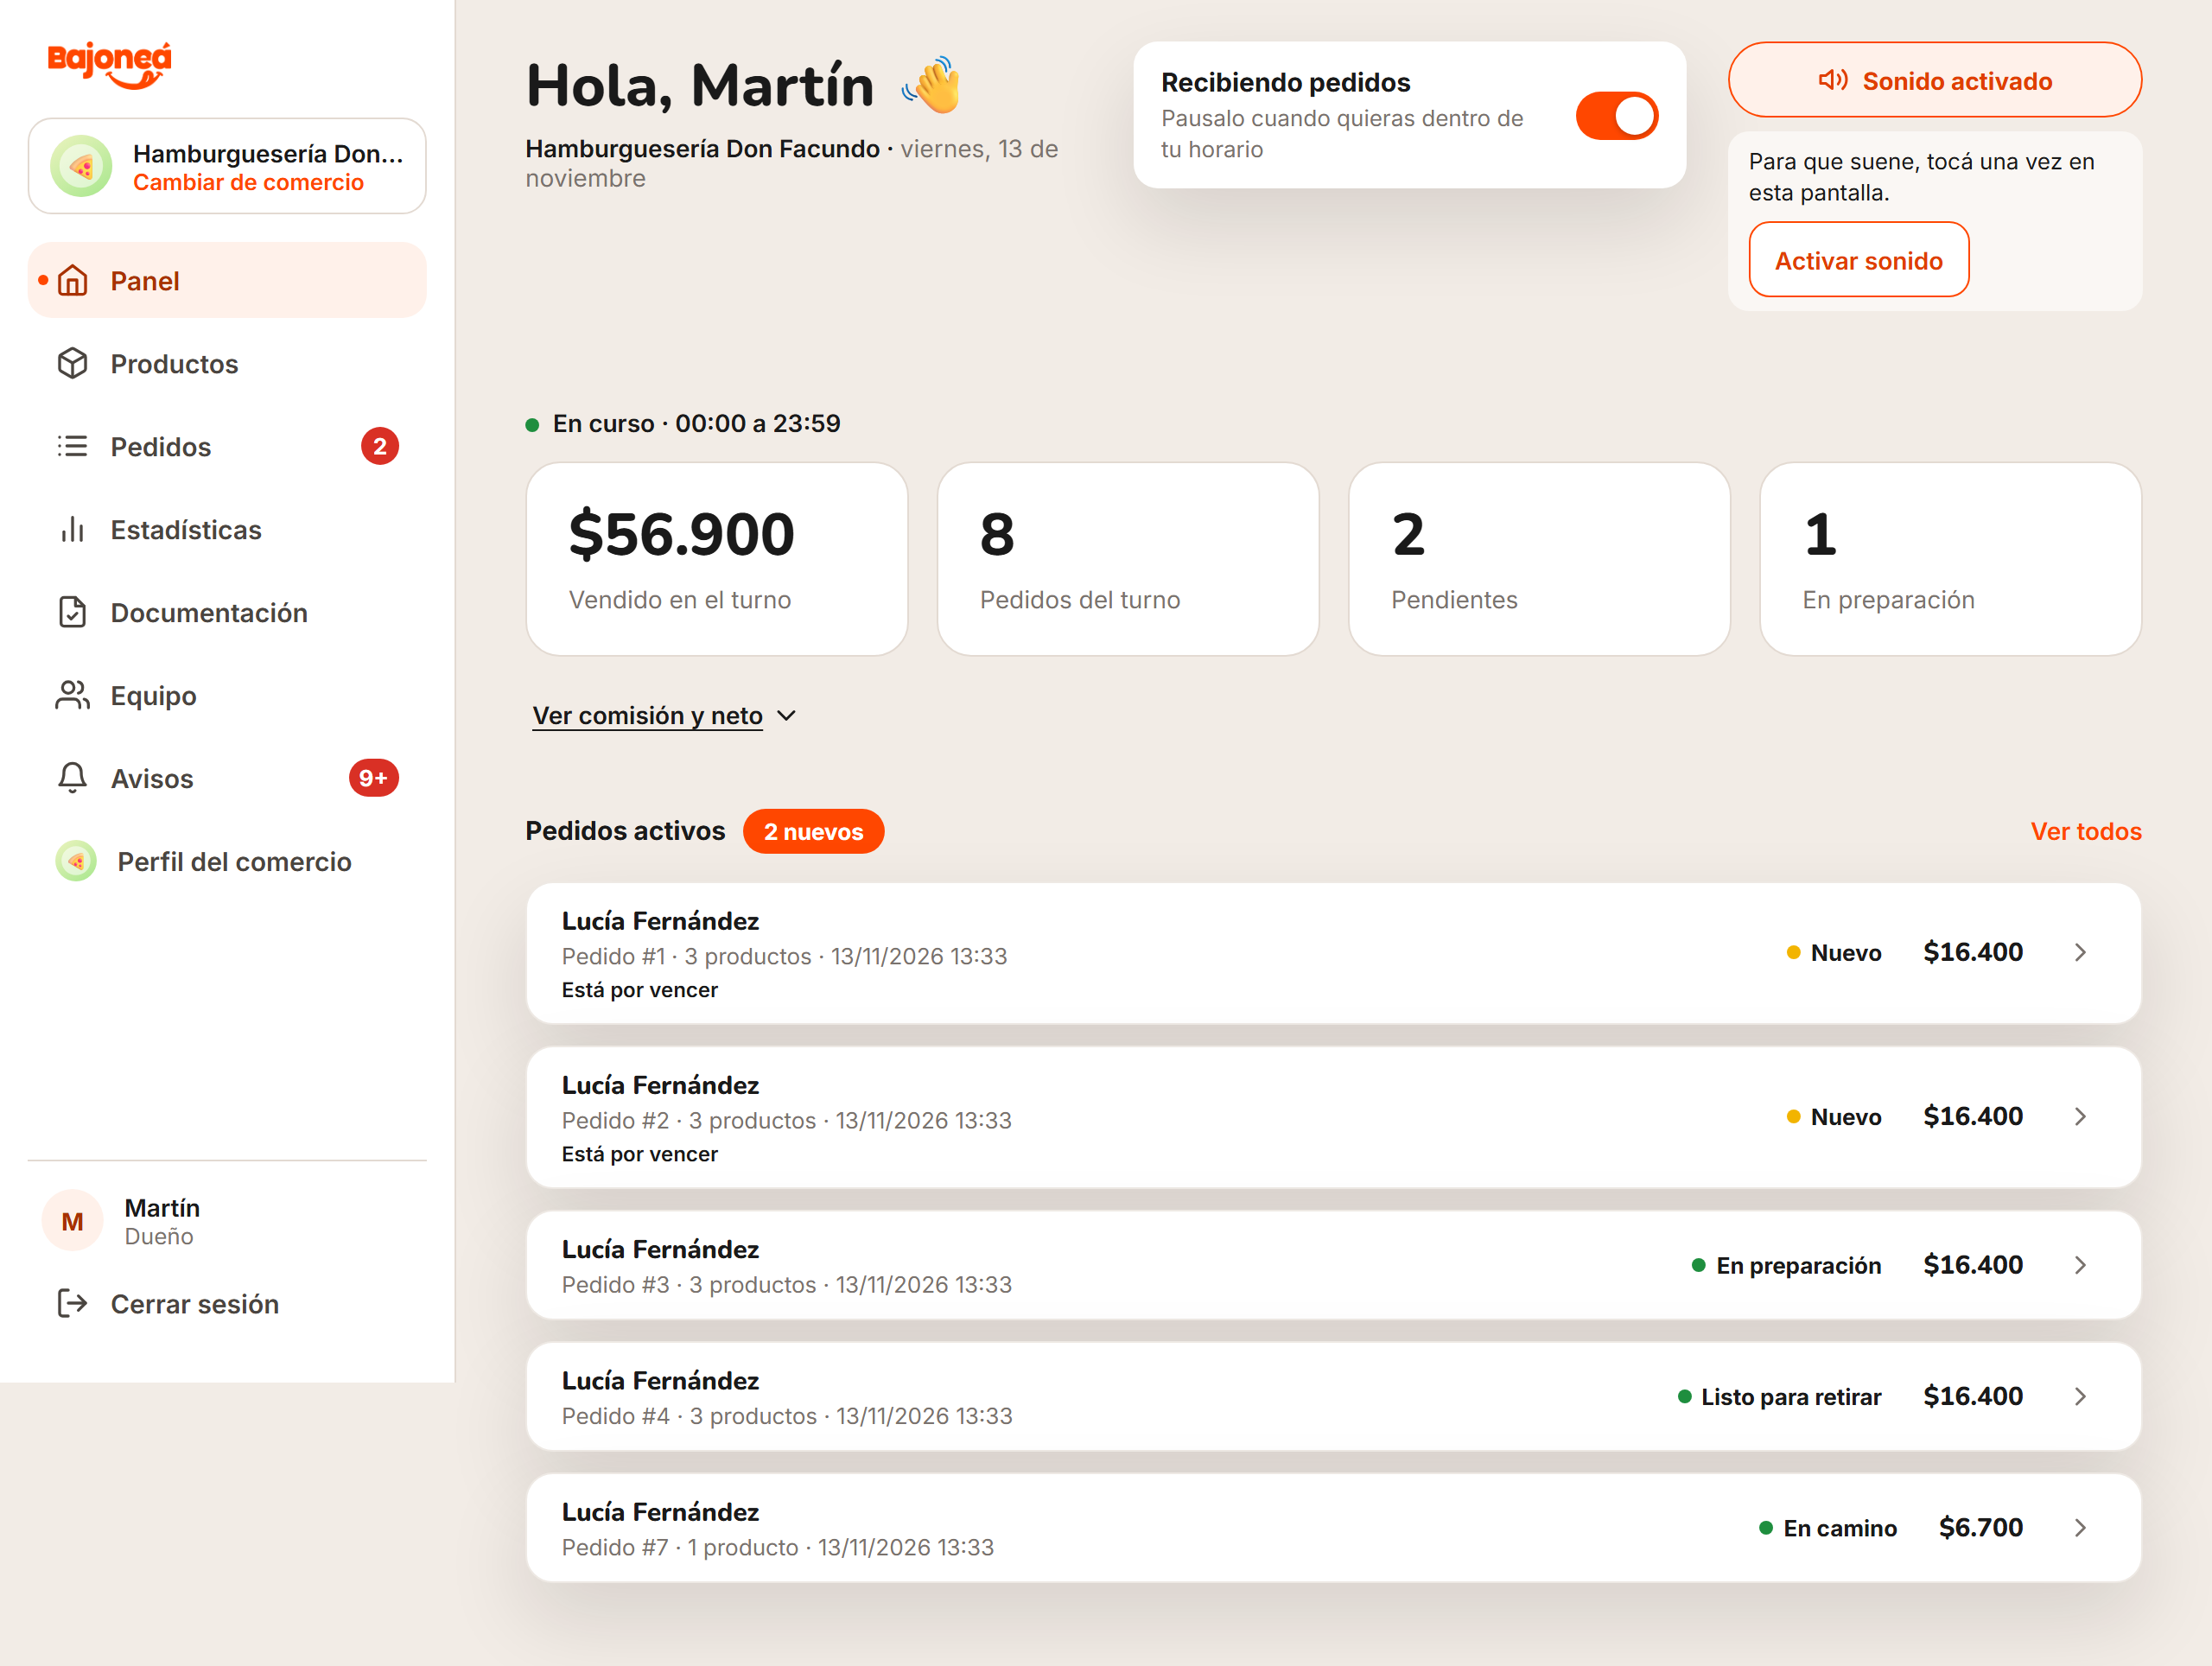 Bajoneá
Hamburguesería Don...
Cambiar de comercio
Panel
Productos
Pedidos
2
Estadísticas
Documentación
Equipo
Avisos
9+
Perfil del comercio
M
Martín
Dueño
Cerrar sesión
Hola, Martín 👋
Hamburguesería Don Facundo · viernes, 13 de
noviembre
Recibiendo pedidos
Pausalo cuando quieras dentro de
tu horario
Sonido activado
Para que suene, tocá una vez en
esta pantalla.
Activar sonido
En curso · 00:00 a 23:59
$56.900
Vendido en el turno
8
Pedidos del turno
2
Pendientes
1
En preparación
Ver comisión y neto
Pedidos activos
2 nuevos
Ver todos
Lucía Fernández
Pedido #1 · 3 productos · 13/11/2026 13:33
Está por vencer
Nuevo
$16.400
Lucía Fernández
Pedido #2 · 3 productos · 13/11/2026 13:33
Está por vencer
Nuevo
$16.400
Lucía Fernández
Pedido #3 · 3 productos · 13/11/2026 13:33
En preparación
$16.400
Lucía Fernández
Pedido #4 · 3 productos · 13/11/2026 13:33
Listo para retirar
$16.400
Lucía Fernández
Pedido #7 · 1 producto · 13/11/2026 13:33
En camino
$6.700